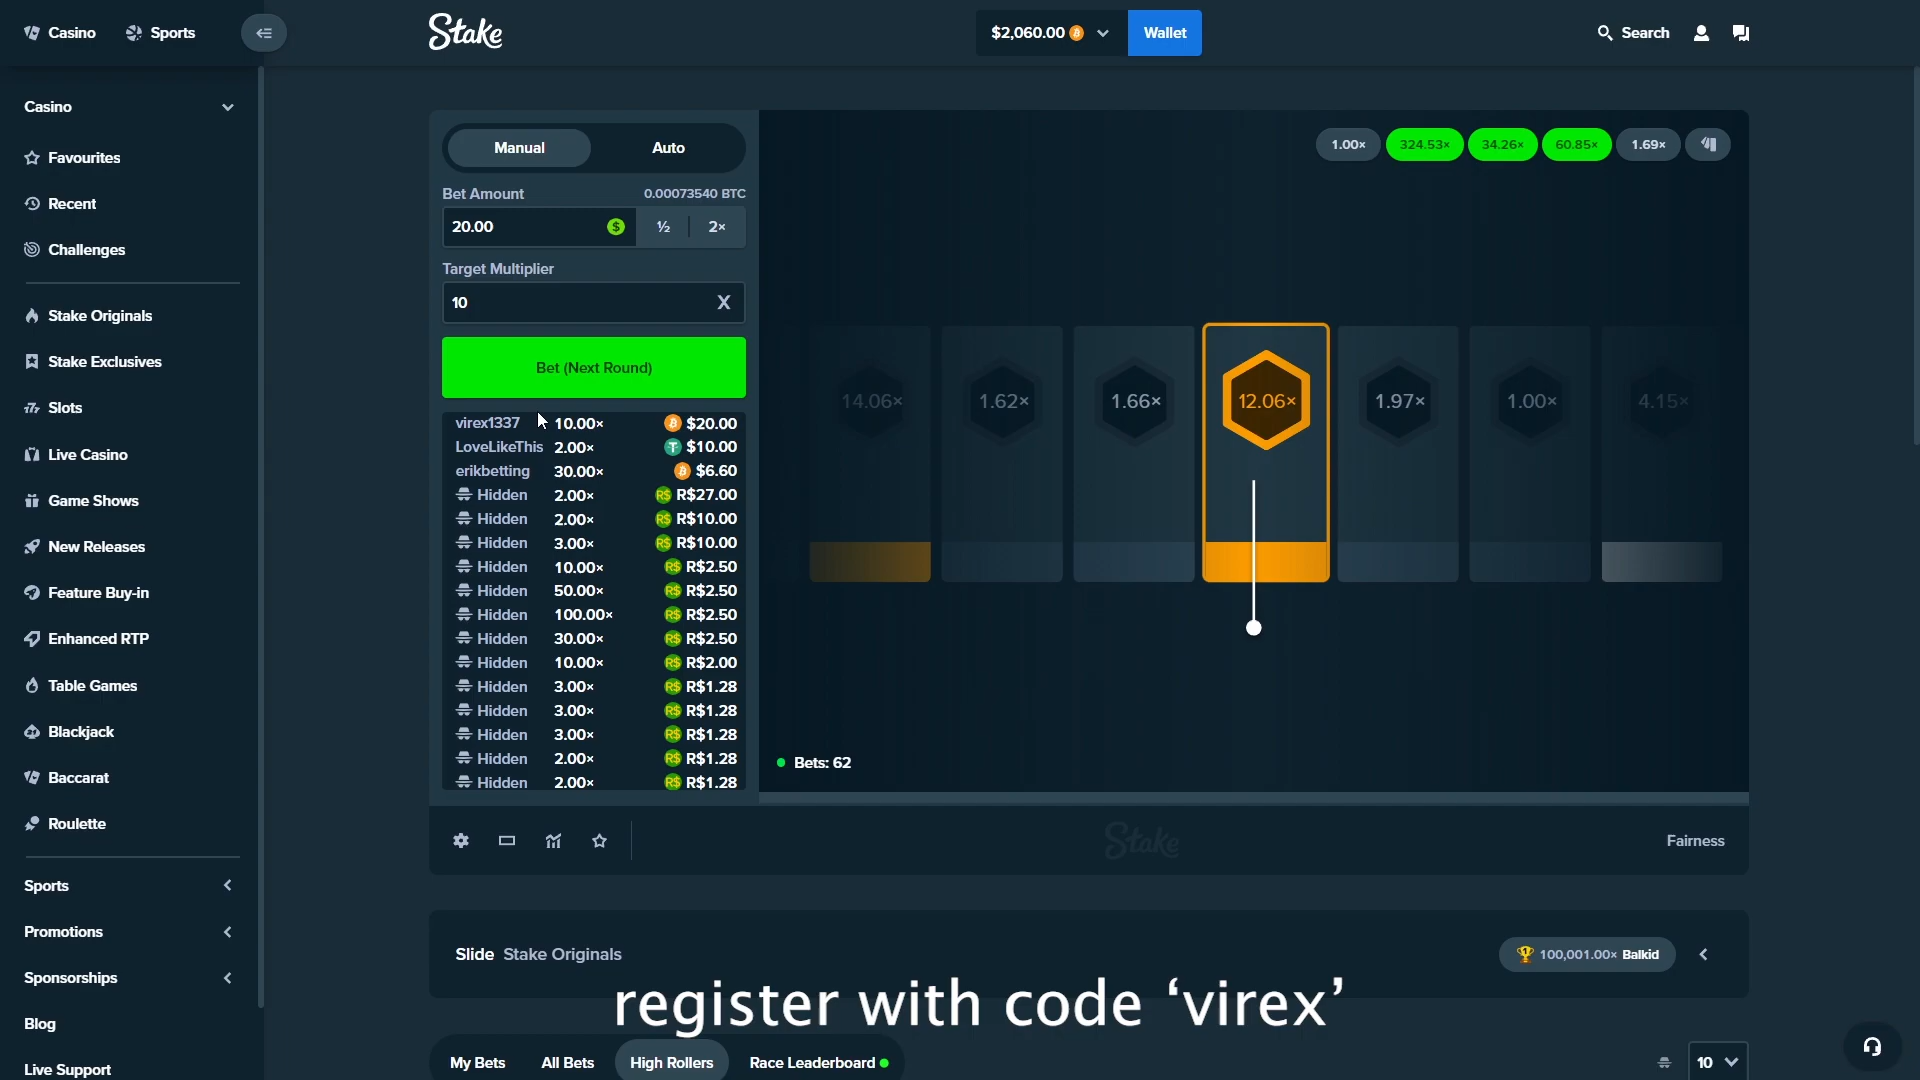 Casino
Sports
Stake
$2,060.00
Wallet
Search
Casino
Favourites
Recent
Challenges
Stake Originals
Stake Exclusives
Slots
Live Casino
Game Shows
New Releases
Feature Buy-in
Enhanced RTP
Table Games
Blackjack
Baccarat
Roulette
Sports
Promotions
Sponsorships
Blog
Live Support
Manual Auto
Bet Amount 0.00073540 BTC
20.00 $ ½ 2×
Target Multiplier
10 X
Bet (Next Round)
virex1337 10.00× $20.00
LoveLikeThis 2.00× $10.00
erikbetting 30.00× $6.60
Hidden 2.00× R$ R$27.00
Hidden 2.00× R$ R$10.00
Hidden 3.00× R$ R$10.00
Hidden 10.00× R$ R$2.50
Hidden 50.00× R$ R$2.50
Hidden 100.00× R$ R$2.50
Hidden 30.00× R$ R$2.50
Hidden 10.00× R$ R$2.00
Hidden 3.00× R$ R$1.28
Hidden 3.00× R$ R$1.28
Hidden 3.00× R$ R$1.28
Hidden 2.00× R$ R$1.28
Hidden 2.00× R$ R$1.28
1.00× 324.53× 34.26× 60.85× 1.69×
14.06× 1.62× 1.66× 12.06× 1.97× 1.00× 4.15×
Bets: 62
Stake
Fairness
Slide Stake Originals
100,001.00× Balkid
register with code ‘virex’
My Bets All Bets High Rollers Race Leaderboard
10